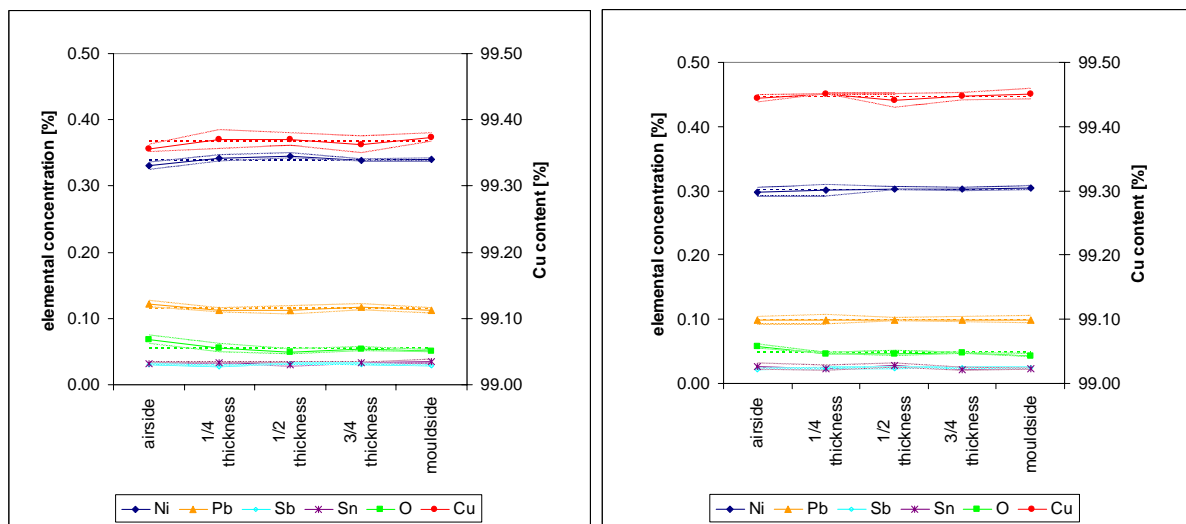 0.50
0.40
0.30
0.20
0.10
0.00
elemental concentration [%]
99.50
99.40
99.30
99.20
99.10
99.00
Cu content [%]
airside
1/4
thickness
1/2
thickness
3/4
thickness
mouldside
Ni Pb Sb Sn O Cu
0.50
0.40
0.30
0.20
0.10
0.00
elemental concentration [%]
99.50
99.40
99.30
99.20
99.10
99.00
Cu content [%]
airside
1/4
thickness
1/2
thickness
3/4
thickness
mouldside
Ni Pb Sb Sn O Cu